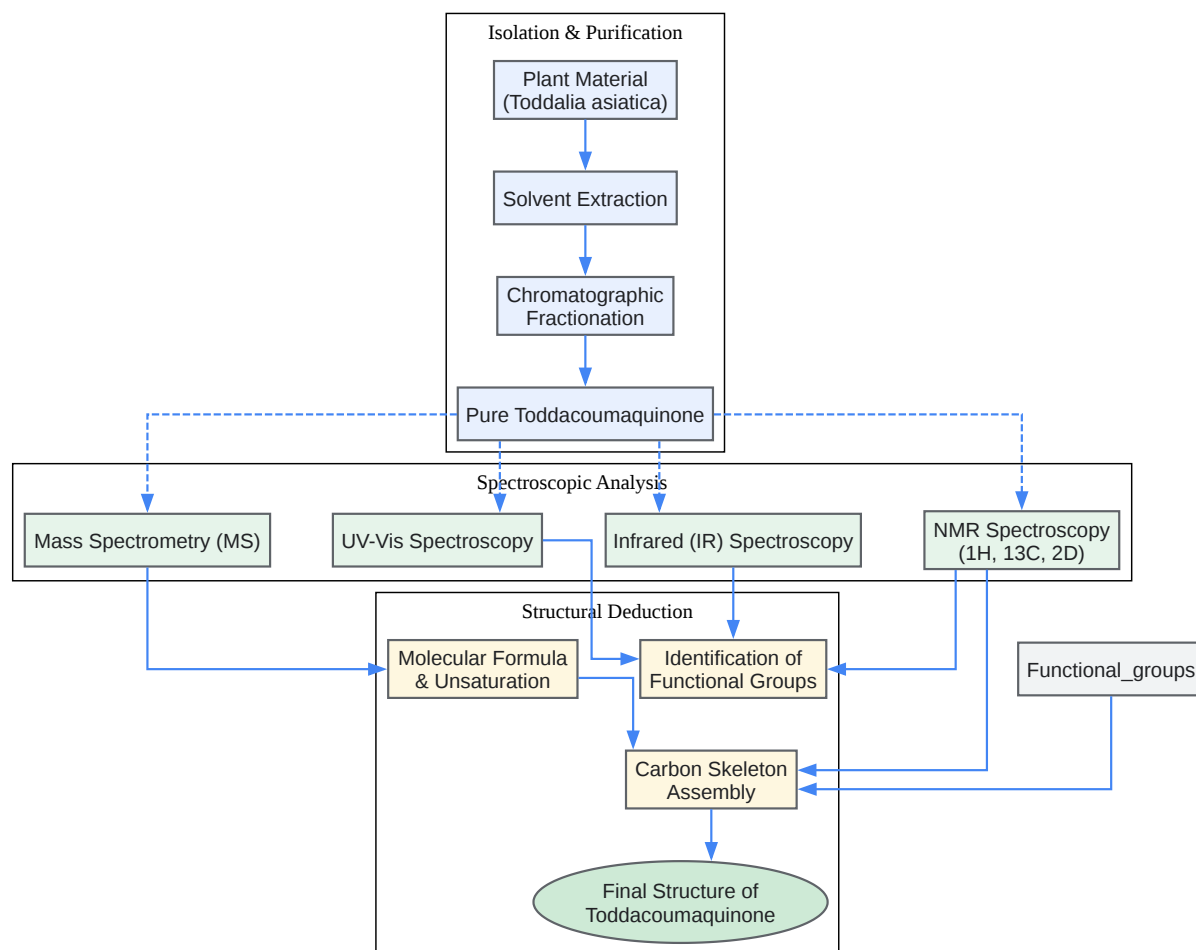 Isolation & Purification
Plant Material
(Toddalia asiatica)
Solvent Extraction
Chromatographic
Fractionation
Pure Toddacoumaquinone
Spectroscopic Analysis
Mass Spectrometry (MS)
UV-Vis Spectroscopy
Infrared (IR) Spectroscopy
NMR Spectroscopy
(1H, 13C, 2D)
Structural Deduction
Molecular Formula
& Unsaturation
Identification of
Functional Groups
Functional_groups
Carbon Skeleton
Assembly
Final Structure of
Toddacoumaquinone